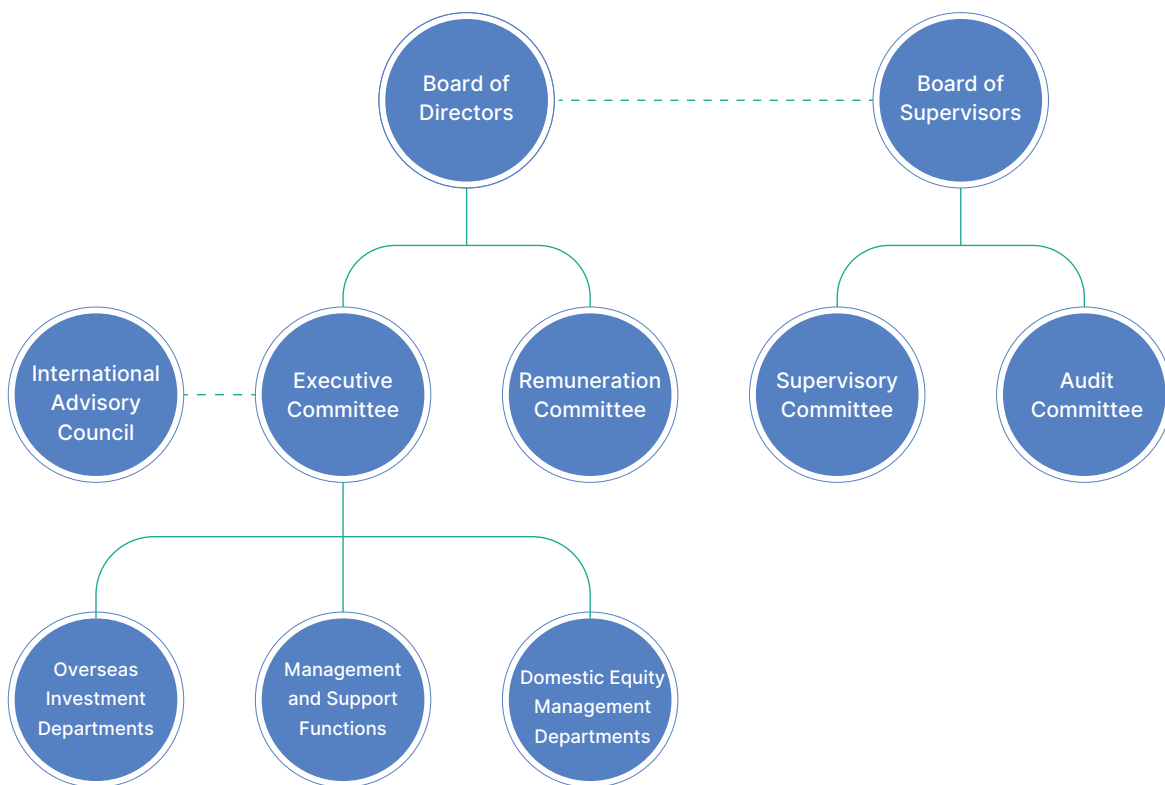 Board of
Directors
Board of
Supervisors
International
Advisory
Council
Executive
Committee
Remuneration
Committee
Supervisory
Committee
Audit
Committee
Overseas
Investment
Departments
Management
and Support
Functions
Domestic Equity
Management
Departments